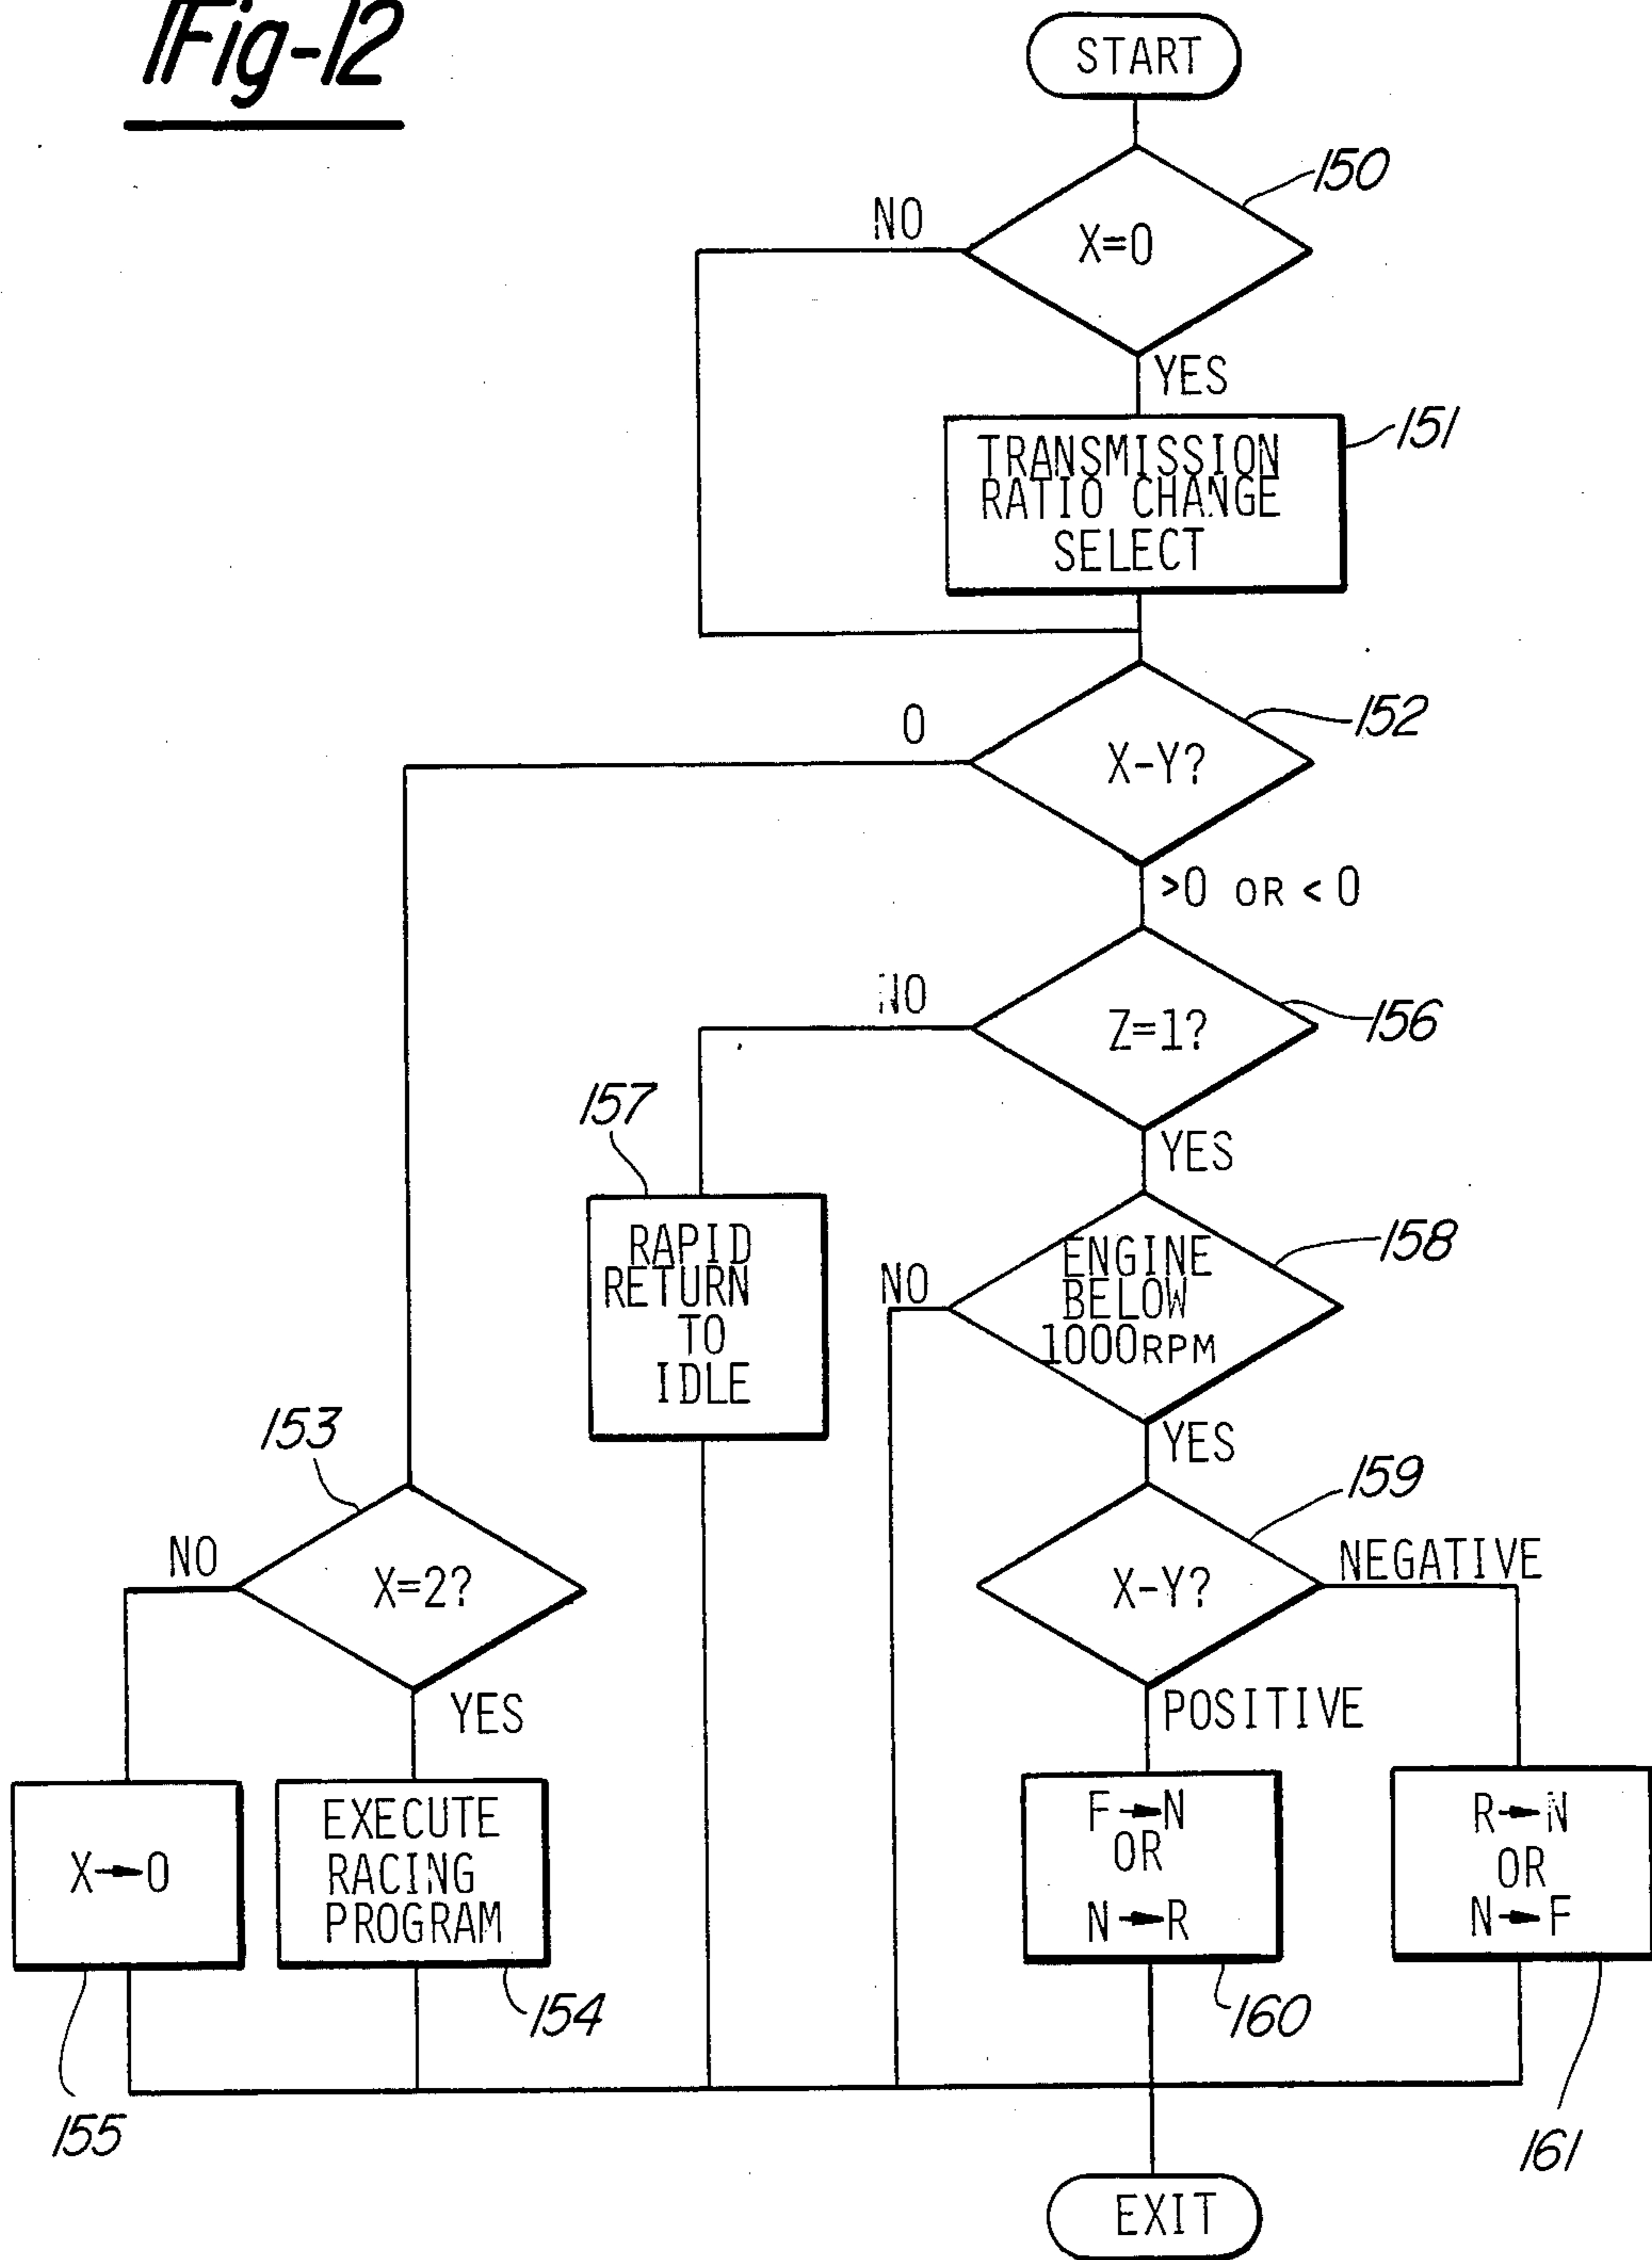 Fig-12
START
150
NO
X=0
YES
151
TRANSMISSION
RATIO CHANGE
SELECT
152
0
X-Y?
>0 OR <0
NO
156
Z=1?
157
YES
RAPID
RETURN
TO
IDLE
158
NO
ENGINE
BELOW
1000RPM
153
YES
159
NO
X=2?
X-Y?
NEGATIVE
YES
POSITIVE
X→0
EXECUTE
RACING
PROGRAM
F→N
OR
N→R
R→N
OR
N→F
154
160
155
161
EXIT